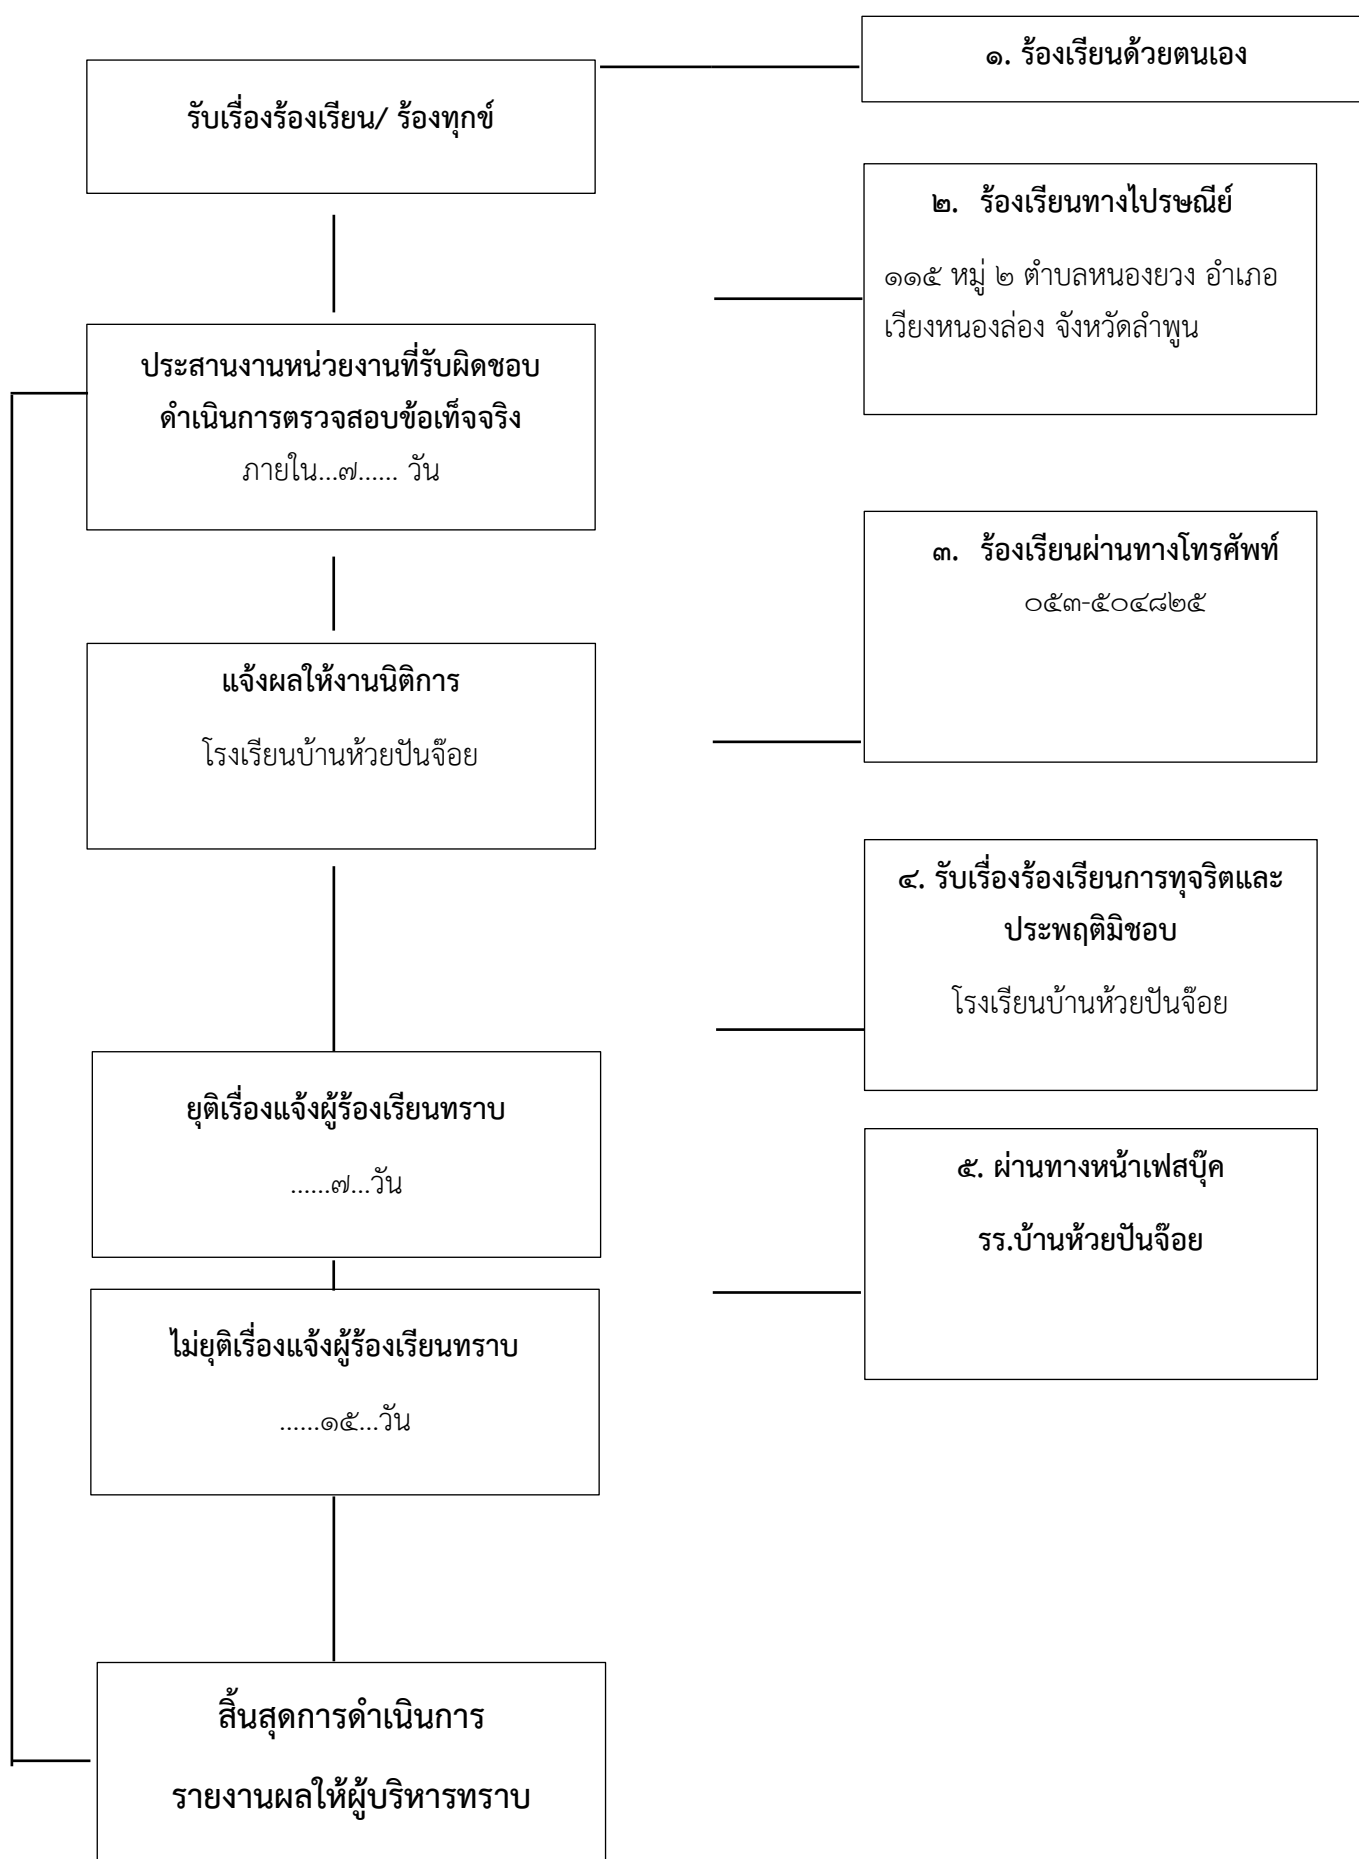 รับเรื่องร้องเรียน/ ร้องทุกข์
ประสานงานหน่วยงานที่รับผิดชอบ
ดำเนินการตรวจสอบข้อเท็จจริง
ภายใน...๗...... วัน
แจ้งผลให้งานนิติการ
โรงเรียนบ้านห้วยปันจ๊อย
ยุติเรื่องแจ้งผู้ร้องเรียนทราบ
......๗...วัน
ไม่ยุติเรื่องแจ้งผู้ร้องเรียนทราบ
......๑๕...วัน
สิ้นสุดการดำเนินการ
รายงานผลให้ผู้บริหารทราบ
๑. ร้องเรียนด้วยตนเอง
๒. ร้องเรียนทางไปรษณีย์
๑๑๕ หมู่ ๒ ตำบลหนองยวง อำเภอ
เวียงหนองล่อง จังหวัดลำพูน
๓. ร้องเรียนผ่านทางโทรศัพท์
๐๕๓-๕๐๔๘๒๕
๔. รับเรื่องร้องเรียนการทุจริตและ
ประพฤติมิชอบ
โรงเรียนบ้านห้วยปันจ๊อย
๕. ผ่านทางหน้าเฟสบุ๊ค
รร.บ้านห้วยปันจ๊อย